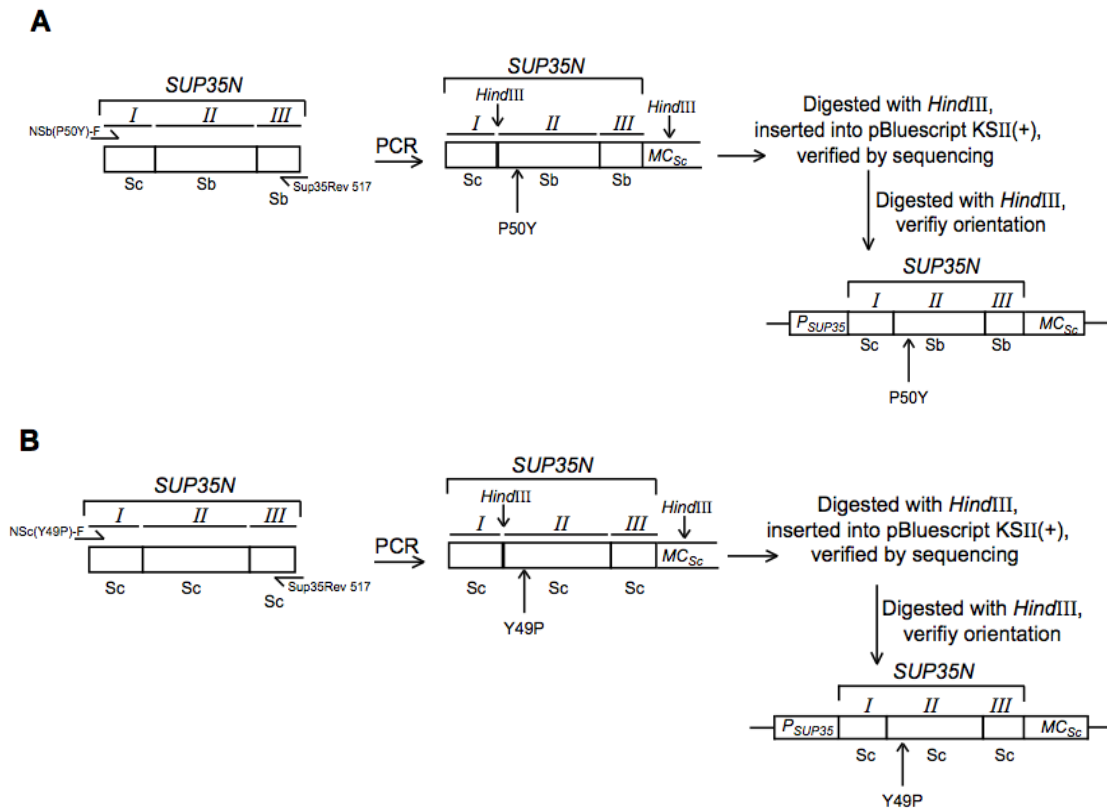 A
SUP35N
I II III
NSb(P50Y)-F
Sc Sb Sb
Sup35Rev 517
PCR
SUP35N
HindIII
HindIII
I II III
MCSc
Sc Sb Sb
P50Y
Digested with HindIII,
inserted into pBluescript KSII(+),
verified by sequencing
Digested with HindIII,
verifiy orientation
SUP35N
I II III
PSUP35 MCSc
Sc Sb Sb
P50Y
B
SUP35N
I II III
NSc(Y49P)-F
Sc Sc Sc
Sup35Rev 517
PCR
SUP35N
HindIII
HindIII
I II III
MCSc
Sc Sc Sc
Y49P
Digested with HindIII,
inserted into pBluescript KSII(+),
verified by sequencing
Digested with HindIII,
verifiy orientation
SUP35N
I II III
PSUP35 MCSc
Sc Sc Sc
Y49P